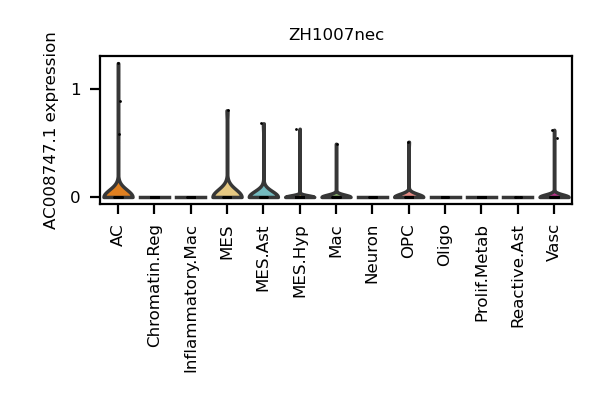 ZH1007nec
AC008747.1 expression
1
0
AC
Chromatin.Reg
Inflammatory.Mac
MES
MES.Ast
MES.Hyp
Mac
Neuron
OPC
Oligo
Prolif.Metab
Reactive.Ast
Vasc